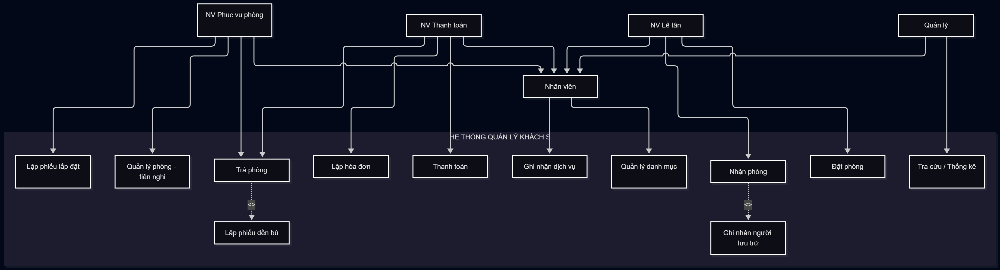 NV Phục vụ phòng
NV Thanh toán
NV Lễ tân
Quản lý
Nhân viên
HỆ THỐNG QUẢN LÝ KHÁCH S
Lập phiếu lắp đặt
Quản lý phòng -
tiện nghi
Trả phòng
Lập hóa đơn
Thanh toán
Ghi nhận dịch vụ
Quản lý danh mục
Nhận phòng
Đặt phòng
Tra cứu / Thống kê
<>
<>
Lập phiếu đền bù
Ghi nhận người
lưu trữ